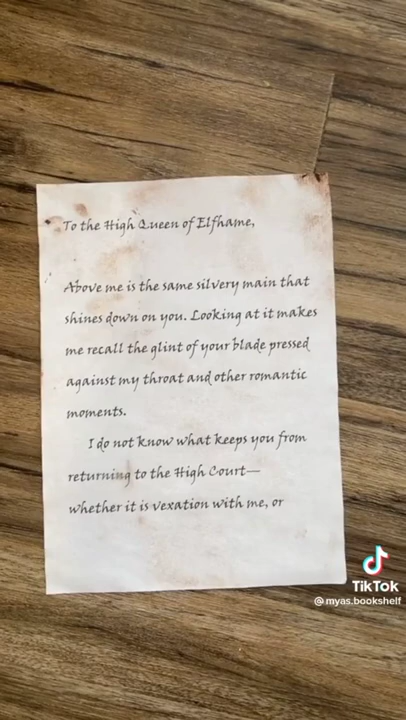 To the High Queen of Elfhame,
Above me is the same silvery main that
shines down on you. Looking at it makes
me recall the glint of your blade pressed
against my throat and other romantic
moments.
I do not know what keeps you from
returning to the High Court—
whether it is vexation with me, or
TikTok
@myas.bookshelf